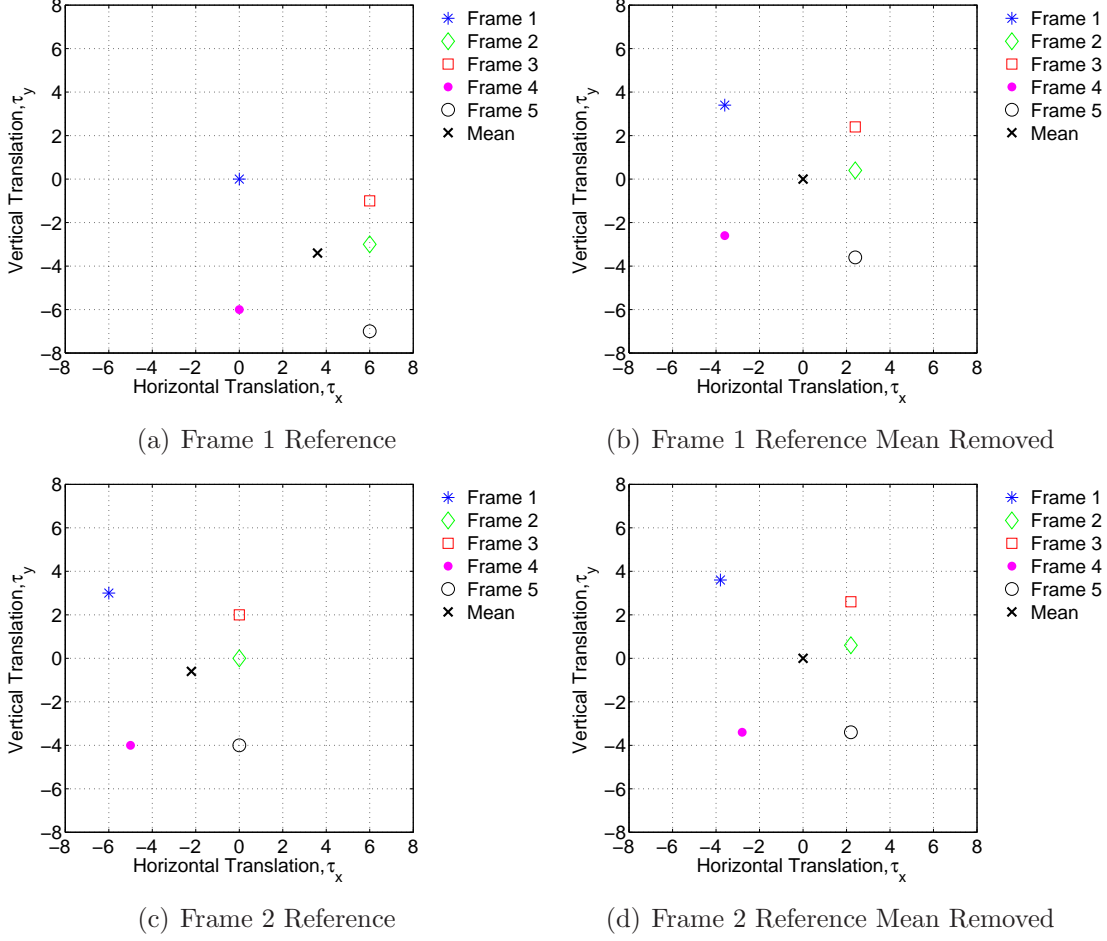 8
6
4
2
0
−2
−4
−6
−8
−8 −6 −4 −2 0 2 4 6 8
Vertical Translation, τy
Horizontal Translation, τx
Frame 1
Frame 2
Frame 3
Frame 4
Frame 5
Mean
(a) Frame 1 Reference
8
6
4
2
0
−2
−4
−6
−8
−8 −6 −4 −2 0 2 4 6 8
Vertical Translation, τy
Horizontal Translation, τx
Frame 1
Frame 2
Frame 3
Frame 4
Frame 5
Mean
(b) Frame 1 Reference Mean Removed
8
6
4
2
0
−2
−4
−6
−8
−8 −6 −4 −2 0 2 4 6 8
Vertical Translation, τy
Horizontal Translation, τx
Frame 1
Frame 2
Frame 3
Frame 4
Frame 5
Mean
(c) Frame 2 Reference
8
6
4
2
0
−2
−4
−6
−8
−8 −6 −4 −2 0 2 4 6 8
Vertical Translation, τy
Horizontal Translation, τx
Frame 1
Frame 2
Frame 3
Frame 4
Frame 5
Mean
(d) Frame 2 Reference Mean Removed